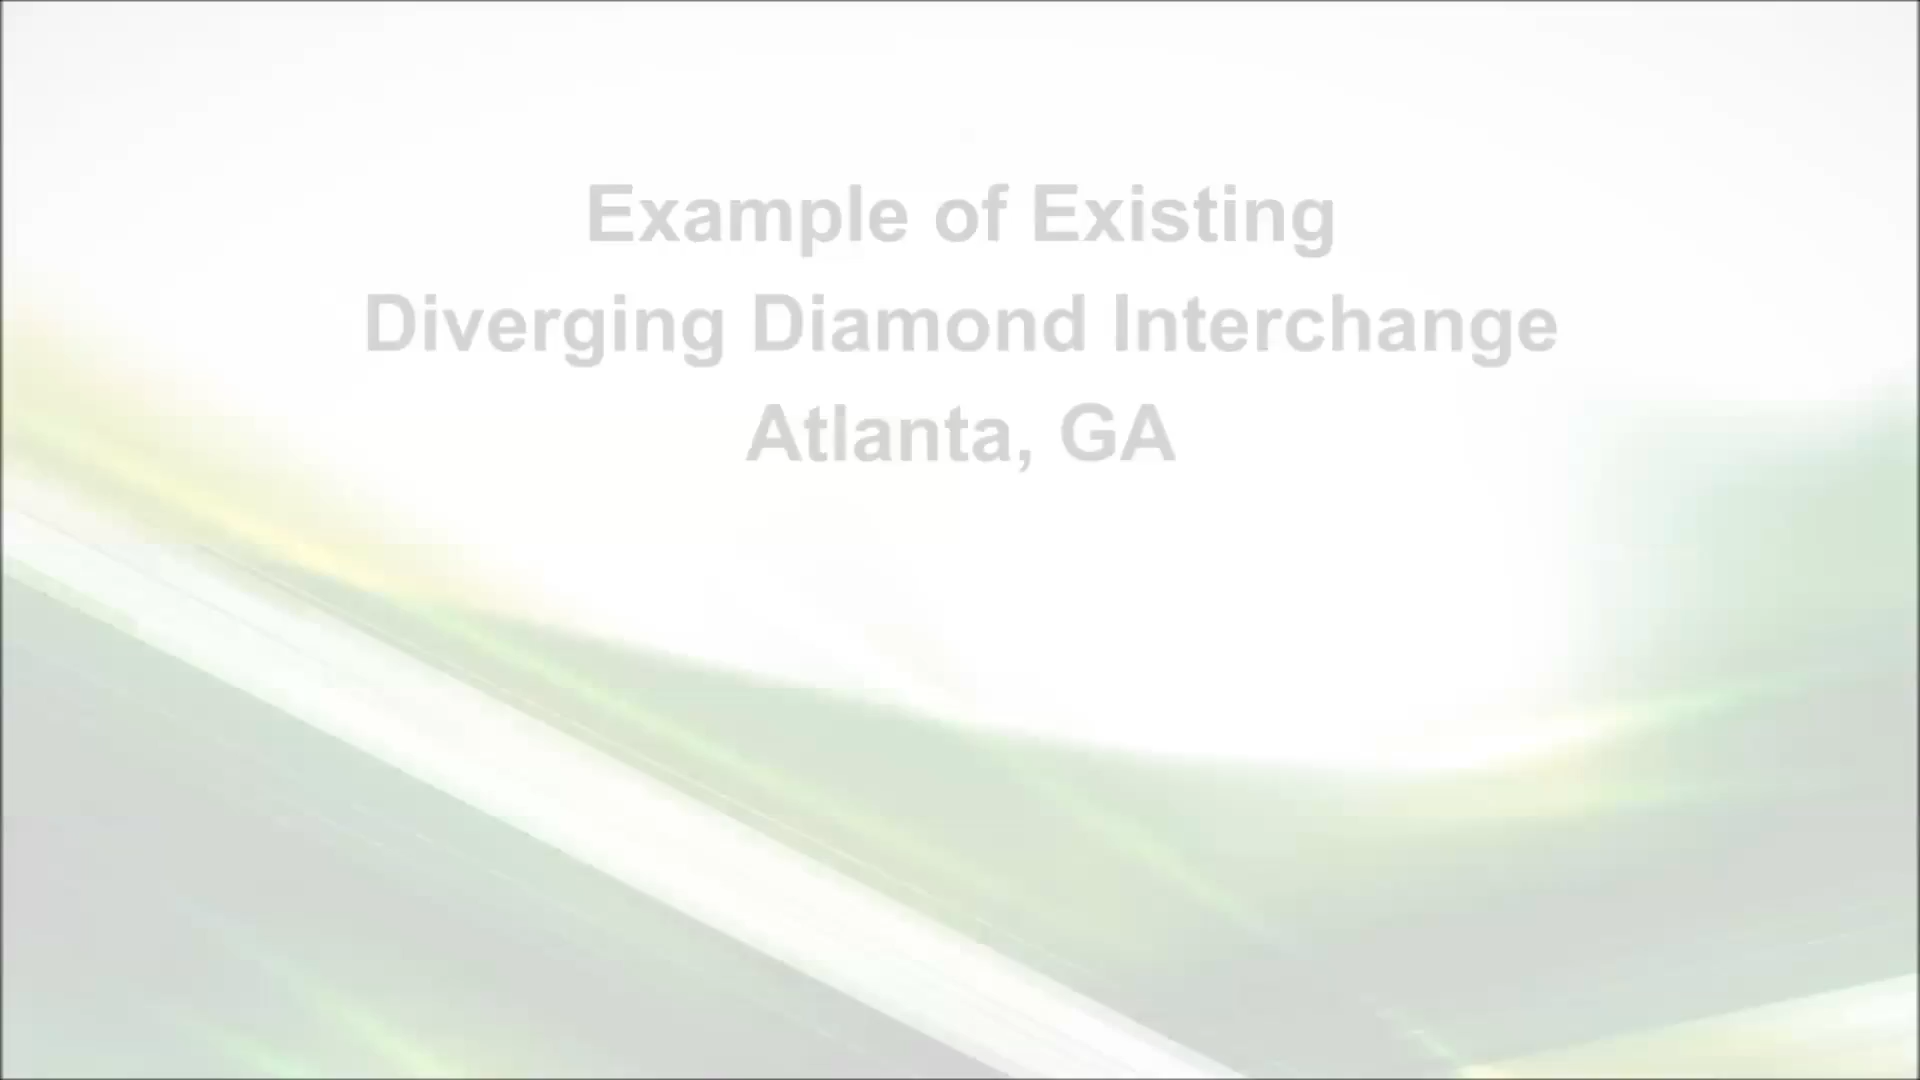 Example of Existing
Diverging Diamond Interchange
Atlanta, GA